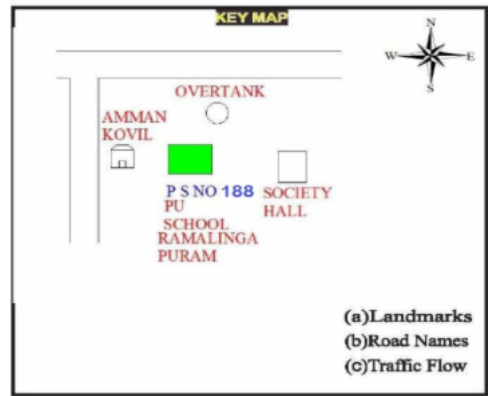 KEY MAP
N
W E
S
OVERTANK
AMMAN
KOVIL
P S NO 188
PU
SCHOOL
RAMALINGA
PURAM
SOCIETY
HALL
(a)Landmarks
(b)Road Names
(c)Traffic Flow